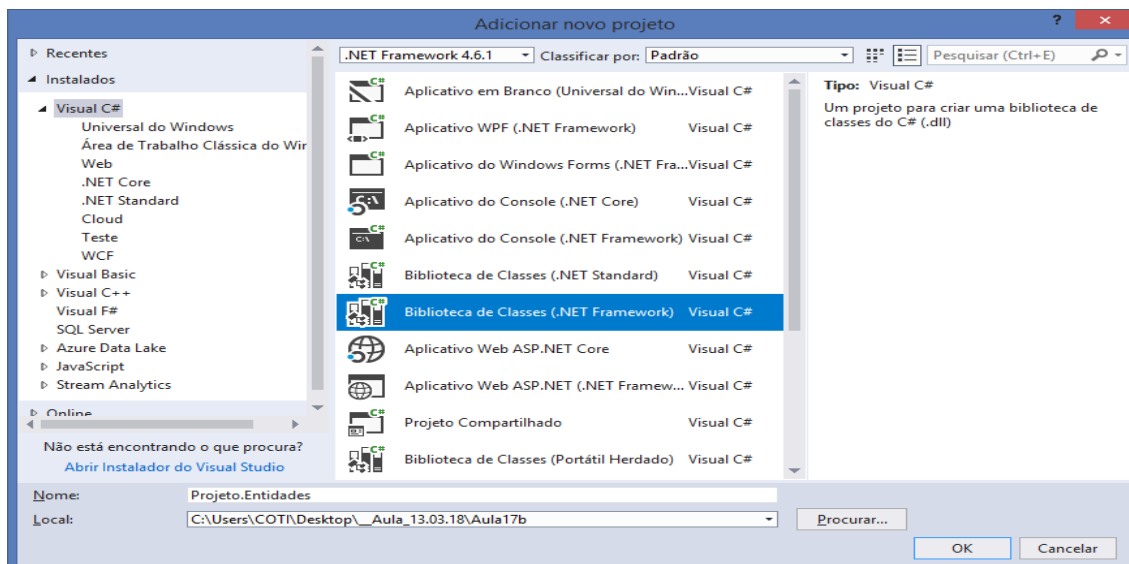 Adicionar novo projeto
?
Recentes
Instalados
Visual C#
Universal do Windows
Área de Trabalho Clássica do Wir
Web
.NET Core
.NET Standard
Cloud
Teste
WCF
Visual Basic
Visual C++
Visual F#
SQL Server
Azure Data Lake
JavaScript
Stream Analytics
Online
Não está encontrando o que procura?
Abrir Instalador do Visual Studio
.NET Framework 4.6.1 Classificar por: Padrão
Pesquisar (Ctrl+E)
Aplicativo em Branco (Universal do Win... Visual C#
Aplicativo WPF (.NET Framework) Visual C#
Aplicativo do Windows Forms (.NET Fra... Visual C#
Aplicativo do Console (.NET Core) Visual C#
Aplicativo do Console (.NET Framework) Visual C#
Biblioteca de Classes (.NET Standard) Visual C#
Biblioteca de Classes (.NET Framework) Visual C#
Aplicativo Web ASP.NET Core Visual C#
Aplicativo Web ASP.NET (.NET Framew... Visual C#
Projeto Compartilhado Visual C#
Biblioteca de Classes (Portátil Herdado) Visual C#
Tipo: Visual C#
Um projeto para criar uma biblioteca de
classes do C# (.dll)
Nome: Projeto.Entidades
Local: C:\Users\COTI\Desktop\__Aula_13.03.18\Aula17b
Procurar...
OK Cancelar